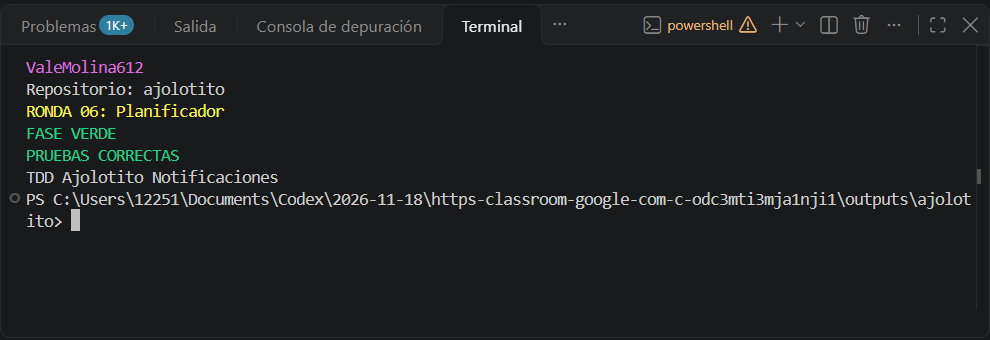 Problemas 1K+ Salida Consola de depuración Terminal ... powershell ...
ValeMolina612
Repositorio: ajolotito
RONDA 06: Planificador
FASE VERDE
PRUEBAS CORRECTAS
TDD Ajolotito Notificaciones
PS C:\Users\12251\Documents\Codex\2026-11-18\https-classroom-google-com-c-odc3mti3mja1nji1\outputs\ajolot
ito>